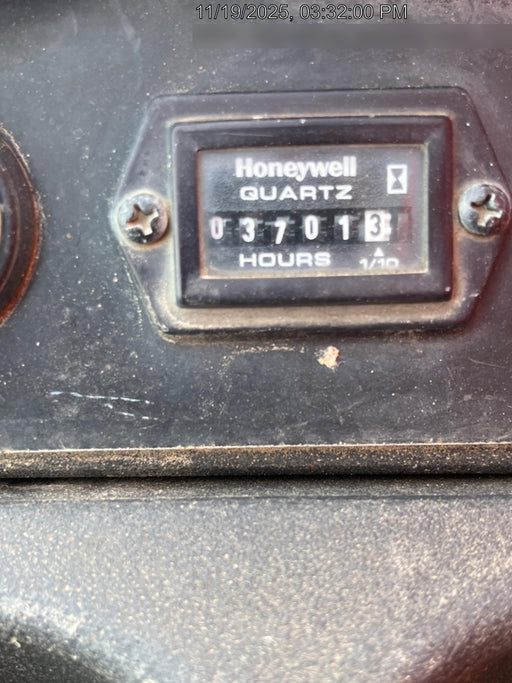 11/19/2025, 03:32:00 PM
Honeywell
QUARTZ
037013
HOURS 1/10